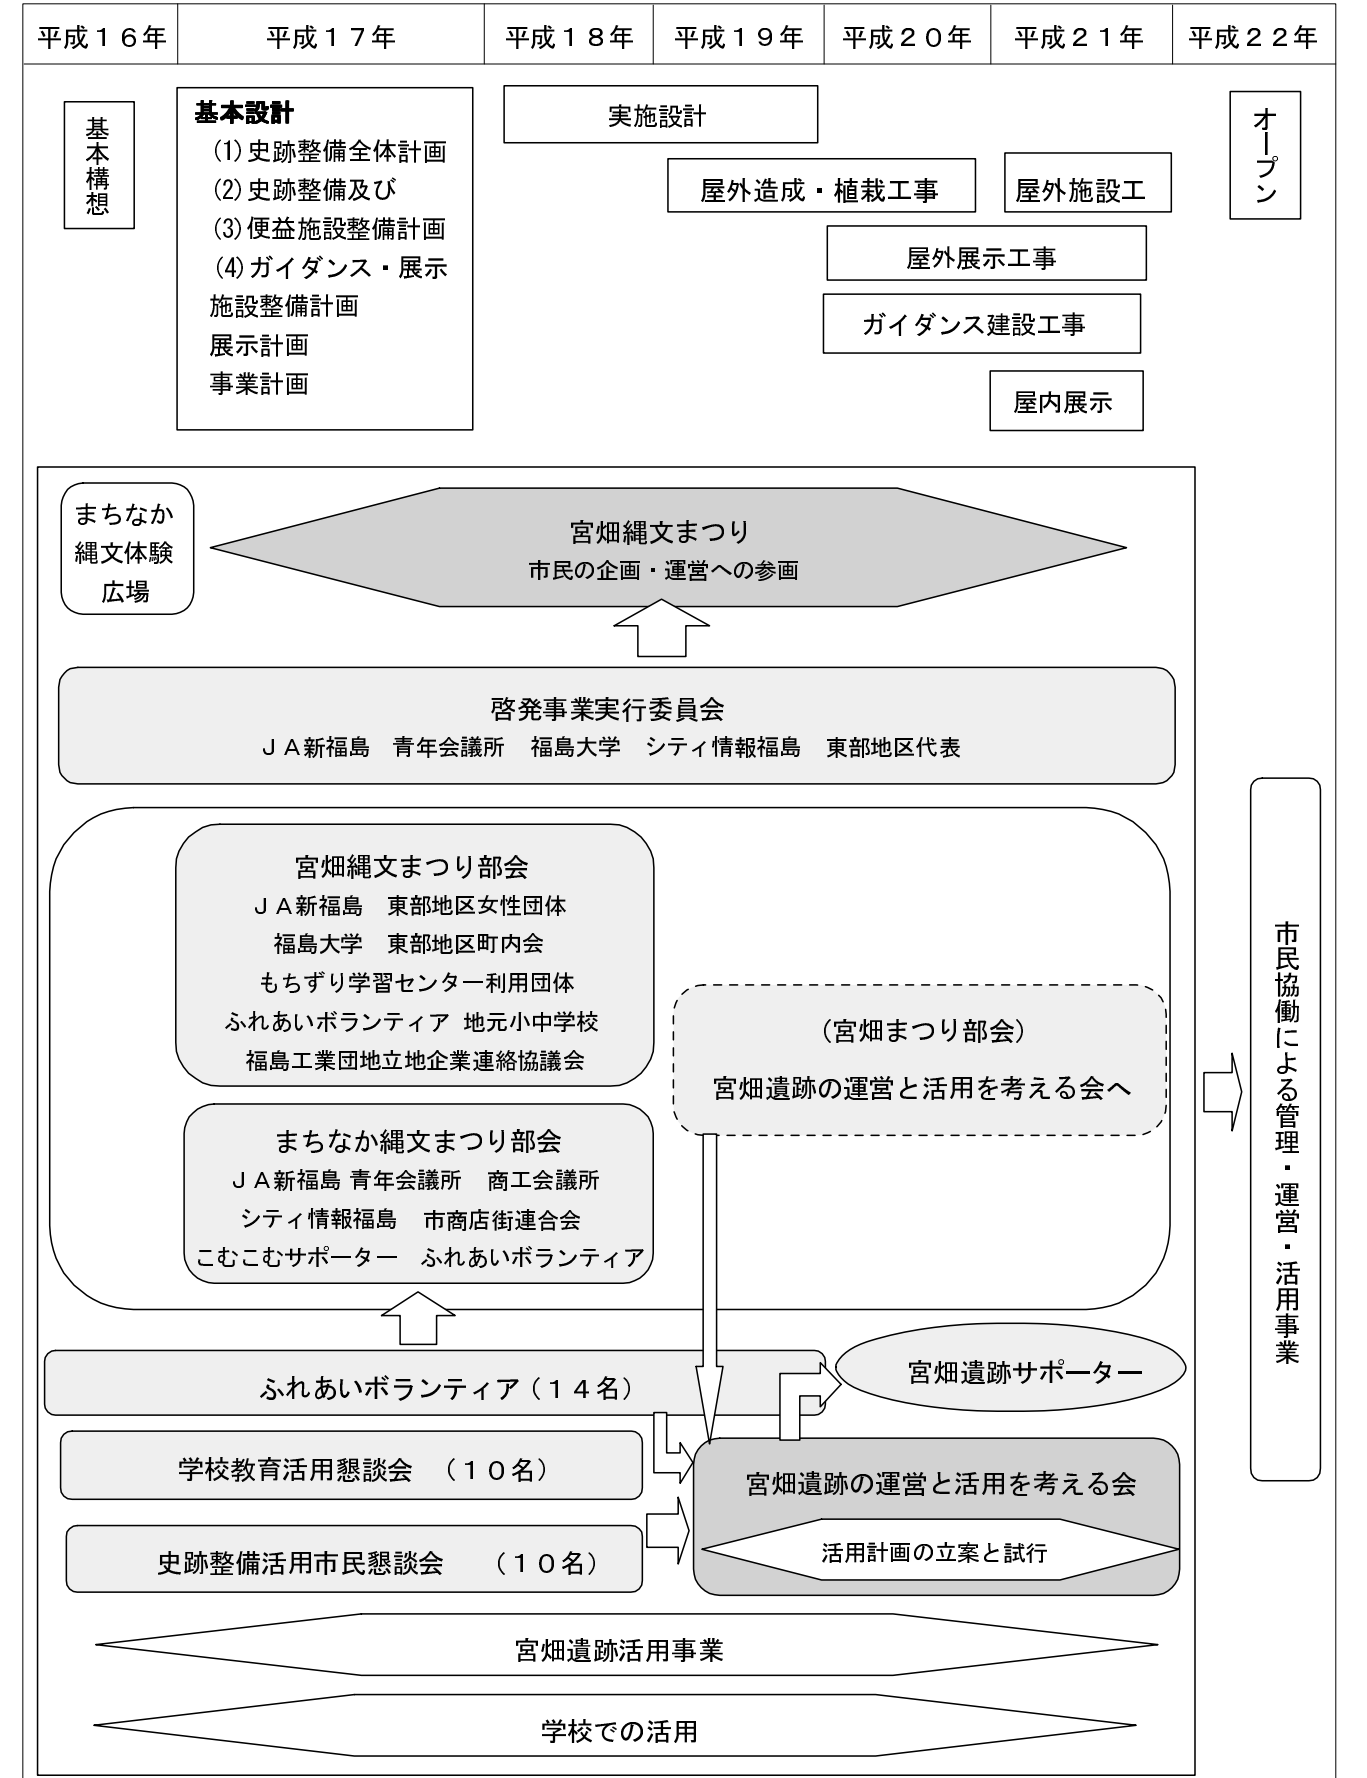 平成１６年
平成１７年
平成１８年
平成１９年
平成２０年
平成２１年
平成２２年
基本構想
基本設計
(1)史跡整備全体計画
(2)史跡整備及び
(3)便益施設整備計画
(4)ガイダンス・展示
施設整備計画
展示計画
事業計画
実施設計
屋外造成・植栽工事
屋外施設工
屋外展示工事
ガイダンス建設工事
屋内展示
オープン
まちなか
縄文体験
広場
宮畑縄文まつり
市民の企画・運営への参画
啓発事業実行委員会
ＪＡ新福島　青年会議所　福島大学　シティ情報福島　東部地区代表
宮畑縄文まつり部会
ＪＡ新福島　東部地区女性団体
福島大学　東部地区町内会
もちずり学習センター利用団体
ふれあいボランティア 地元小中学校
福島工業団地立地企業連絡協議会
まちなか縄文まつり部会
ＪＡ新福島 青年会議所　商工会議所
シティ情報福島　市商店街連合会
こむこむサポーター　ふれあいボランティア
（宮畑まつり部会）
宮畑遺跡の運営と活用を考える会へ
市民協働による管理・運営・活用事業
ふれあいボランティア（１４名）
宮畑遺跡サポーター
学校教育活用懇談会　（１０名）
宮畑遺跡の運営と活用を考える会
史跡整備活用市民懇談会　（１０名）
活用計画の立案と試行
宮畑遺跡活用事業
学校での活用